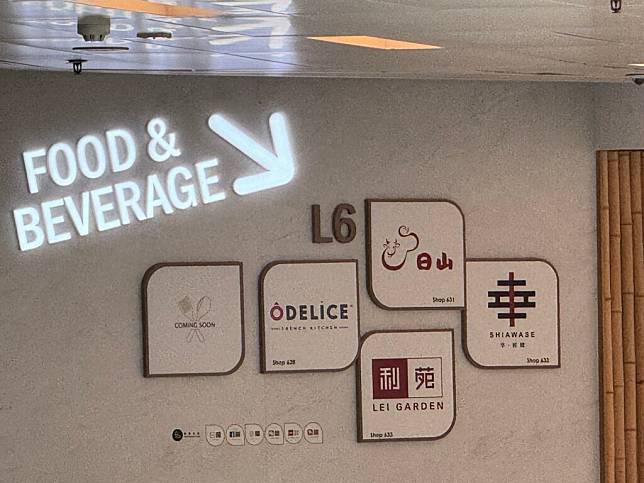 FOOD &
BEVERAGE
L6
日山
Shop 631
COMING SOON
ÔDELICE
FRENCH KITCHEN
Shop 628
SHIAWASE
Shop 632
利苑
LEI GARDEN
Shop 633